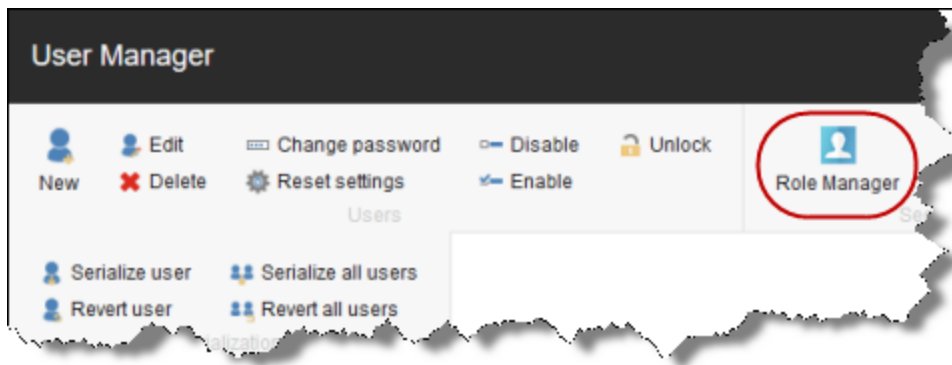 User Manager
New
Edit
Delete
Change password
Reset settings
Disable
Enable
Unlock
Users
Role Manager
Serialize user
Revert user
Serialize all users
Revert all users